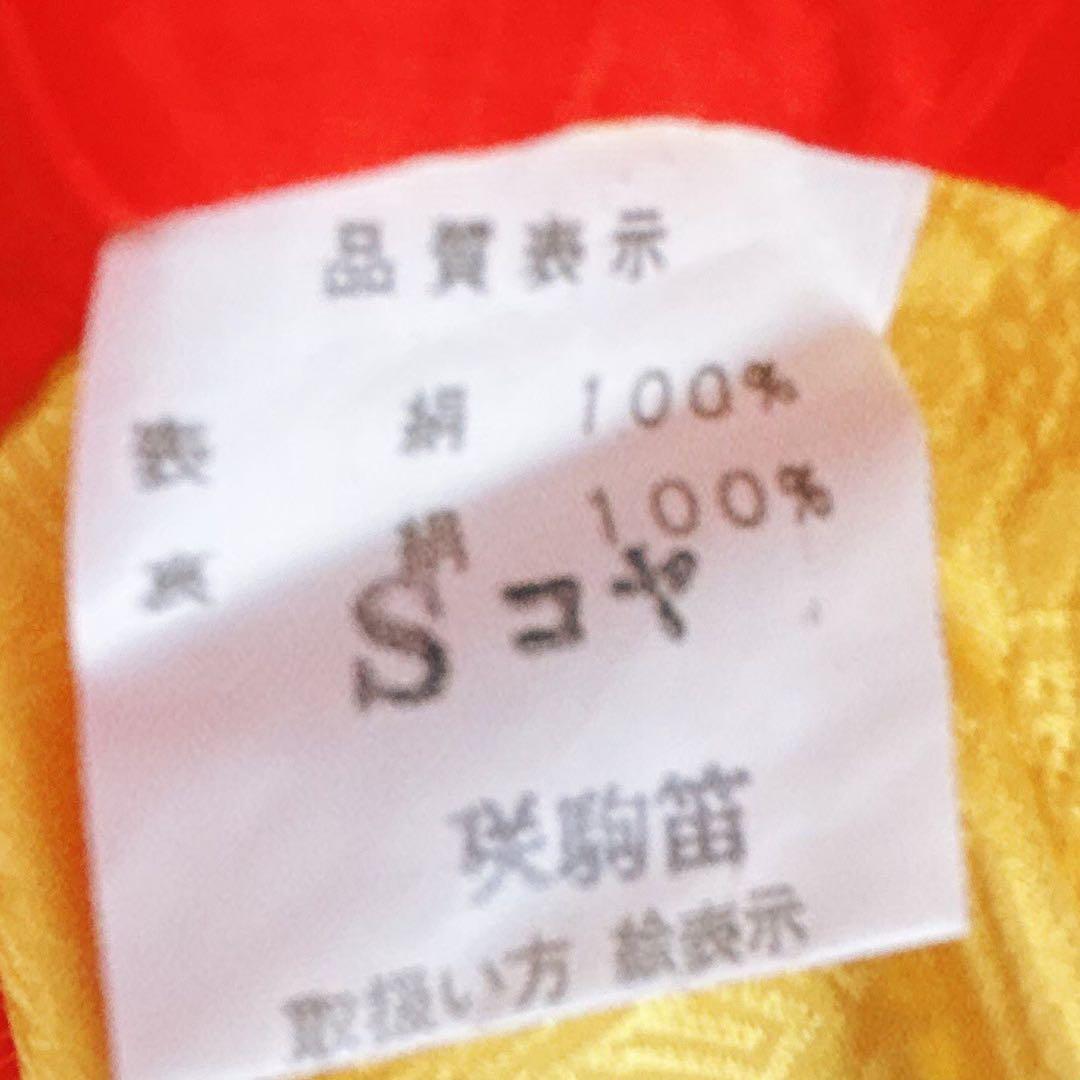 品質表示
表 絹 100%
裏 絹 100%
Sコヤ
咲駒笛
取扱い方 絵表示